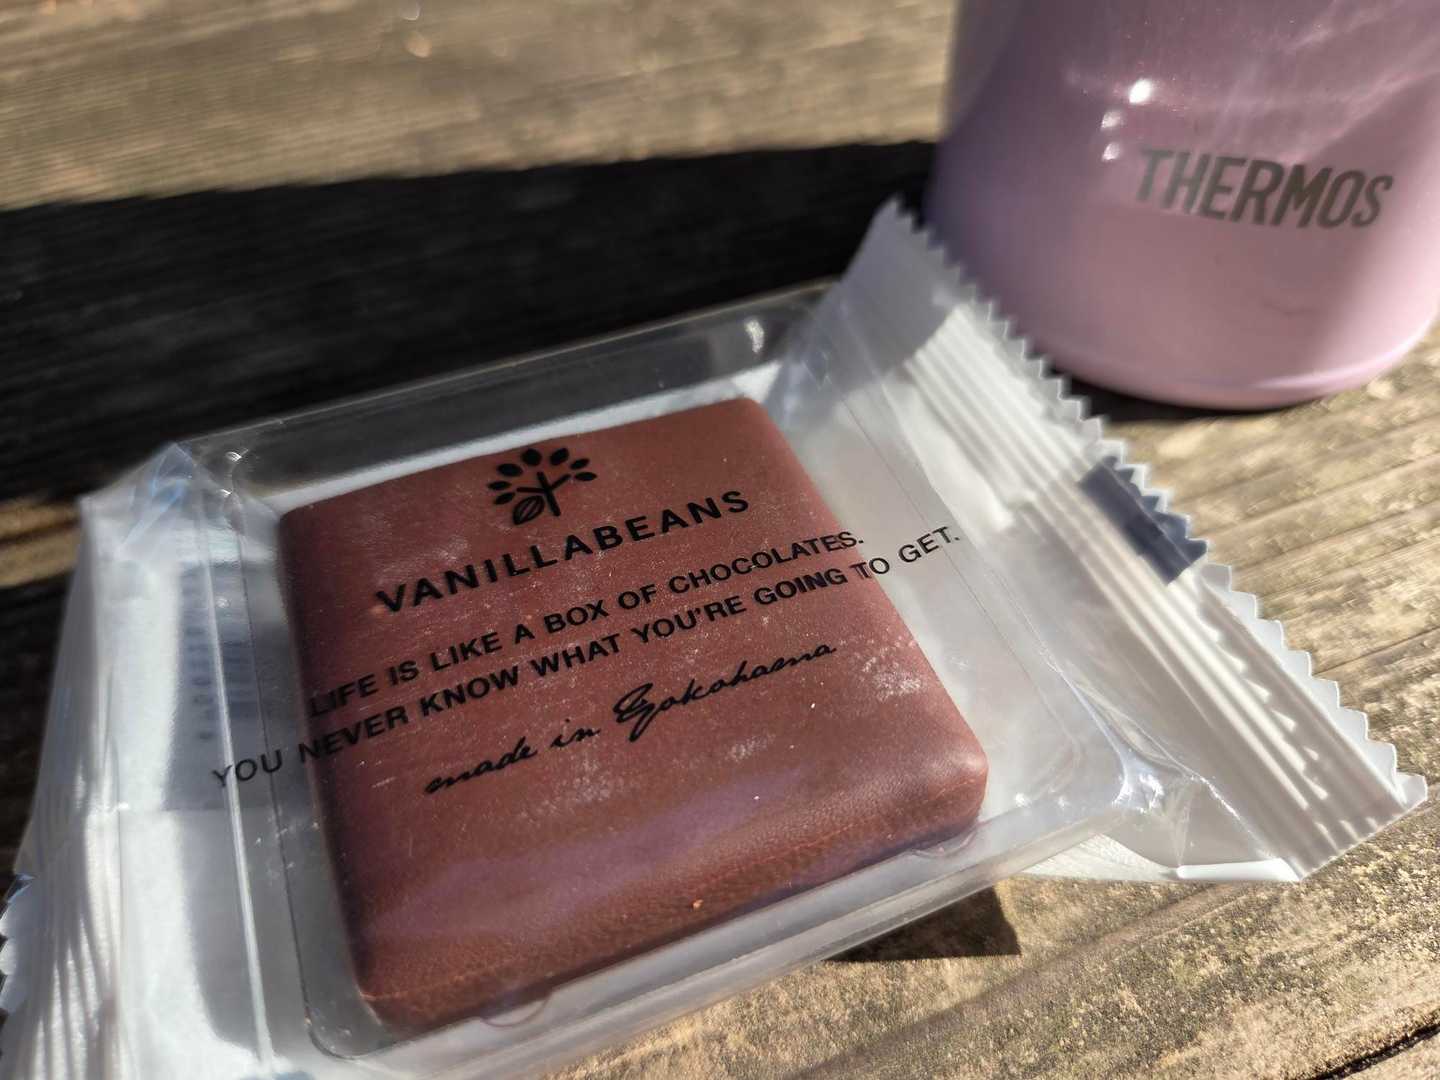 THERMOS
VANILLABEANS
LIFE IS LIKE A BOX OF CHOCOLATES.
YOU NEVER KNOW WHAT YOU'RE GOING TO GET.
made in Yokohama